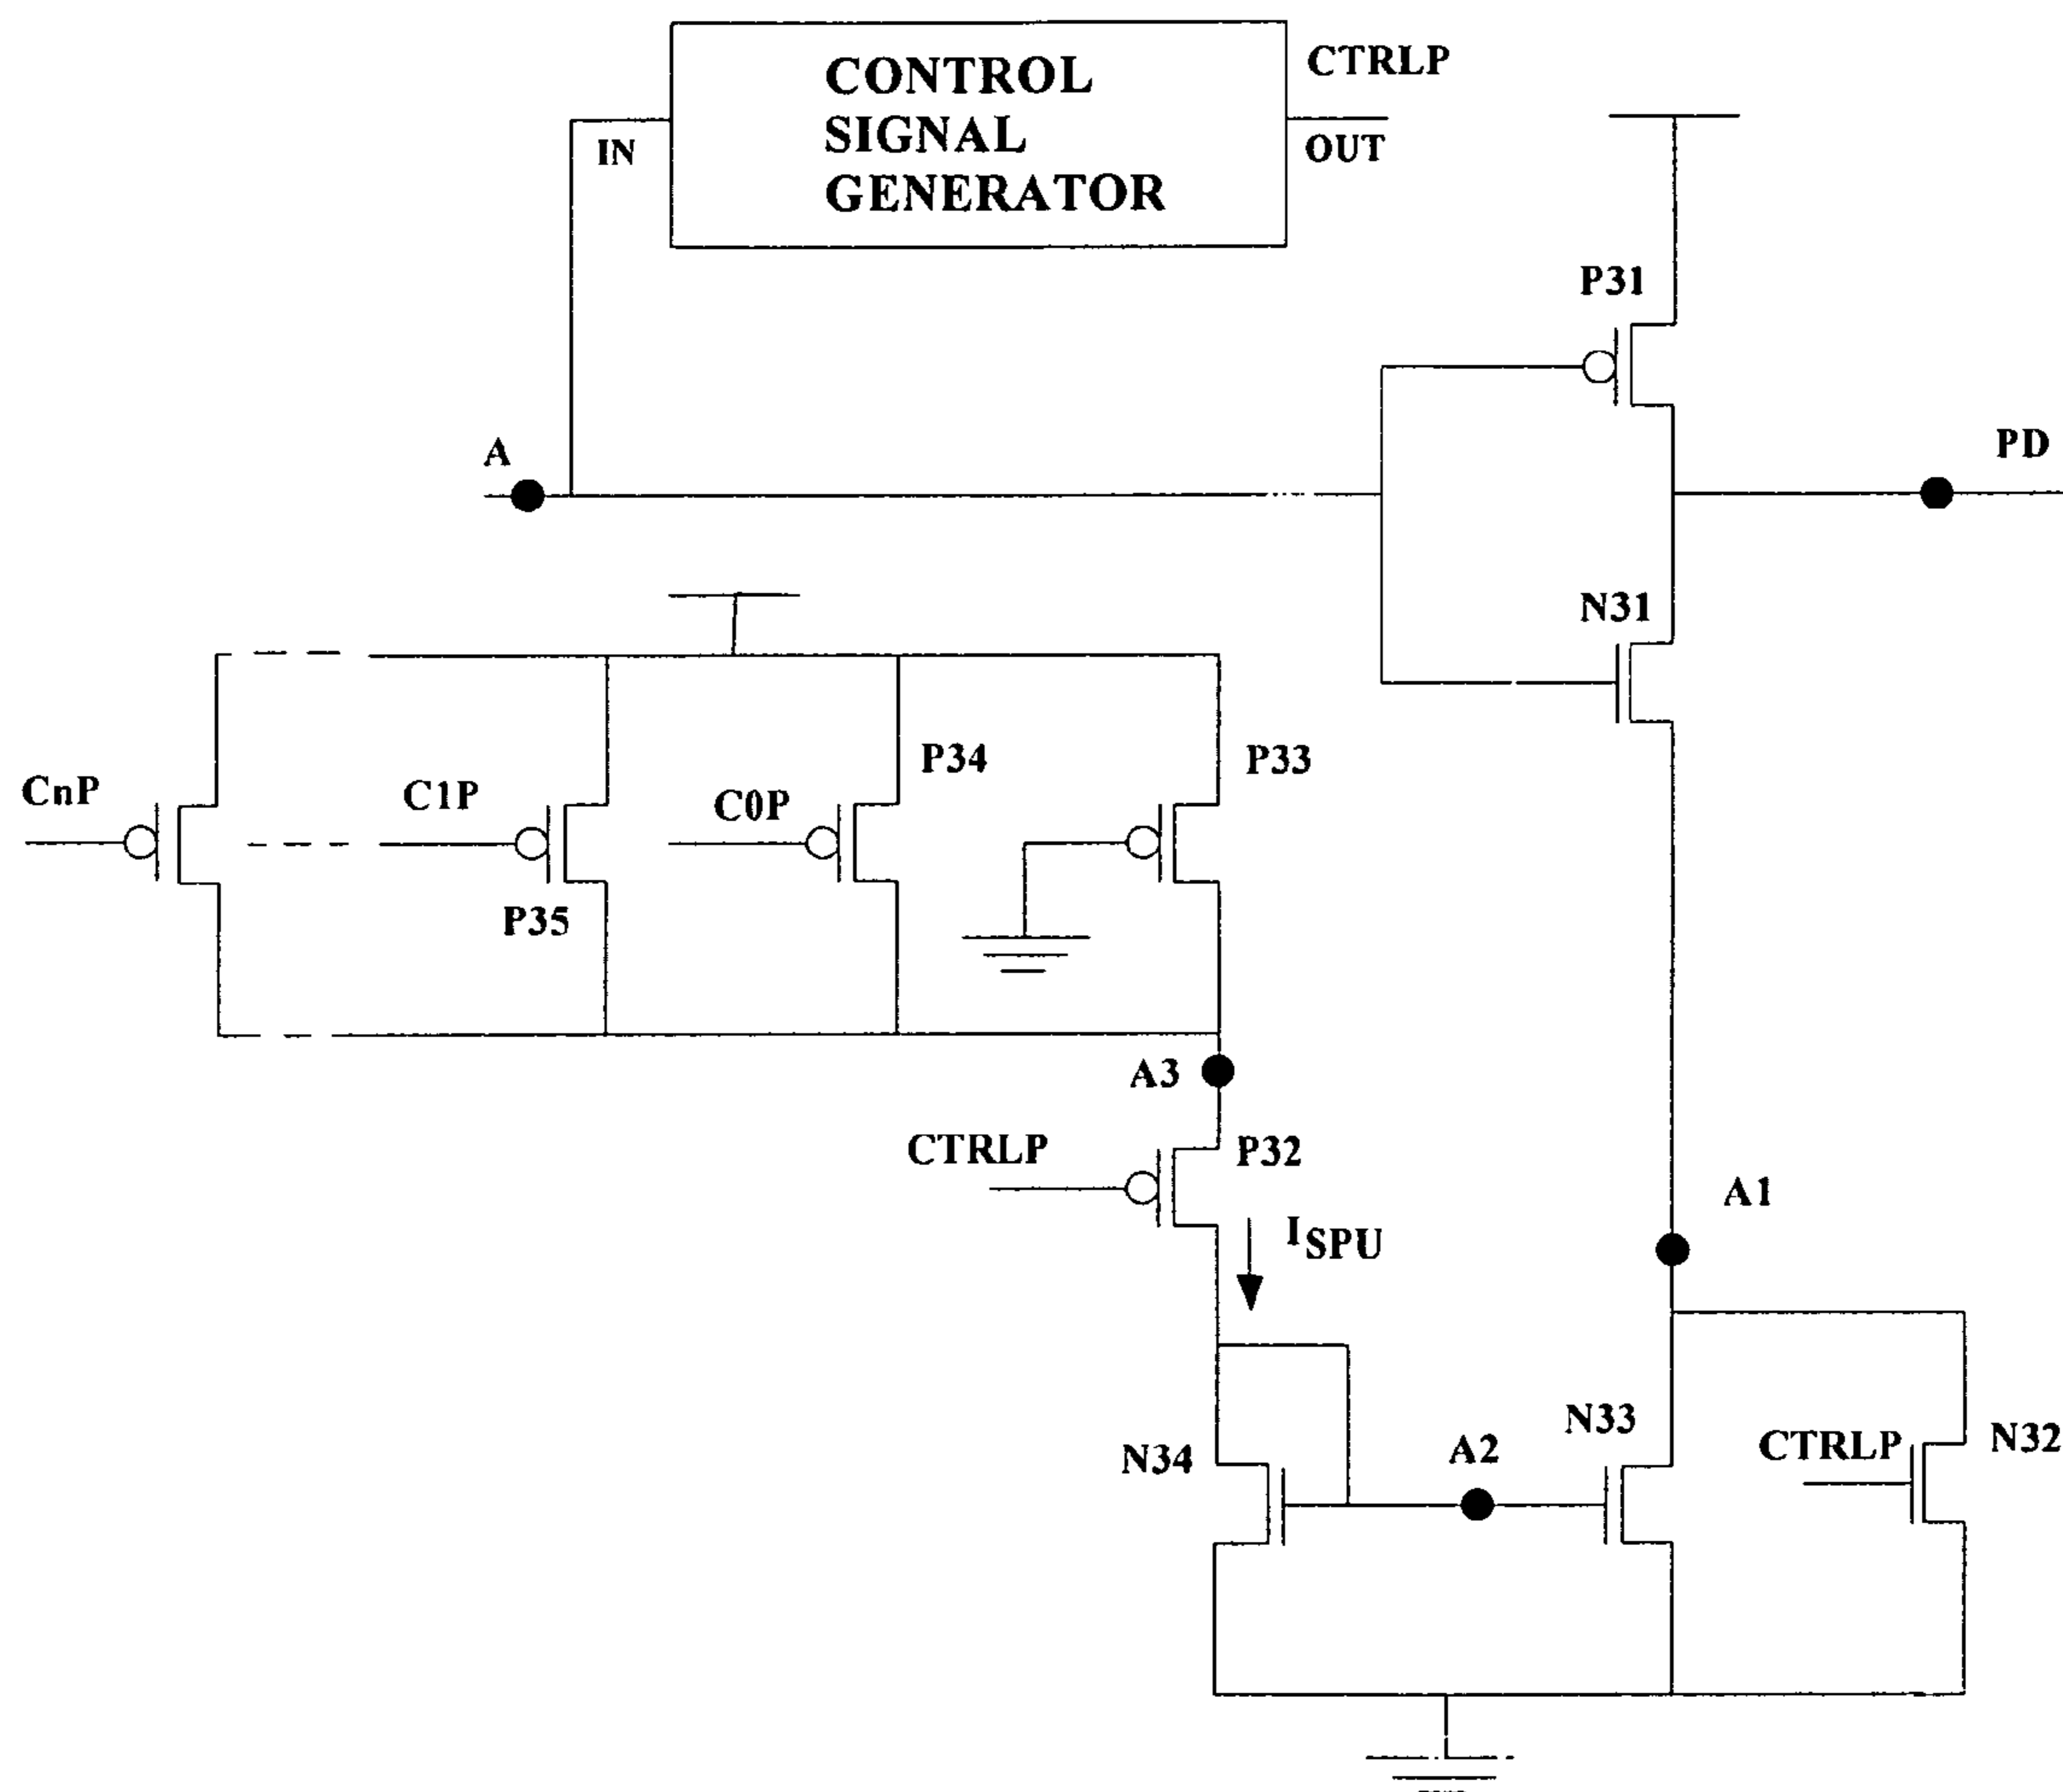 CTRLP
CONTROL
SIGNAL
GENERATOR
IN
OUT
P31
A
PD
N31
P34
P33
CnP
C1P
C0P
P35
A3
CTRLP
P32
A1
ISPU
N33
A2
N34
CTRLP
N32